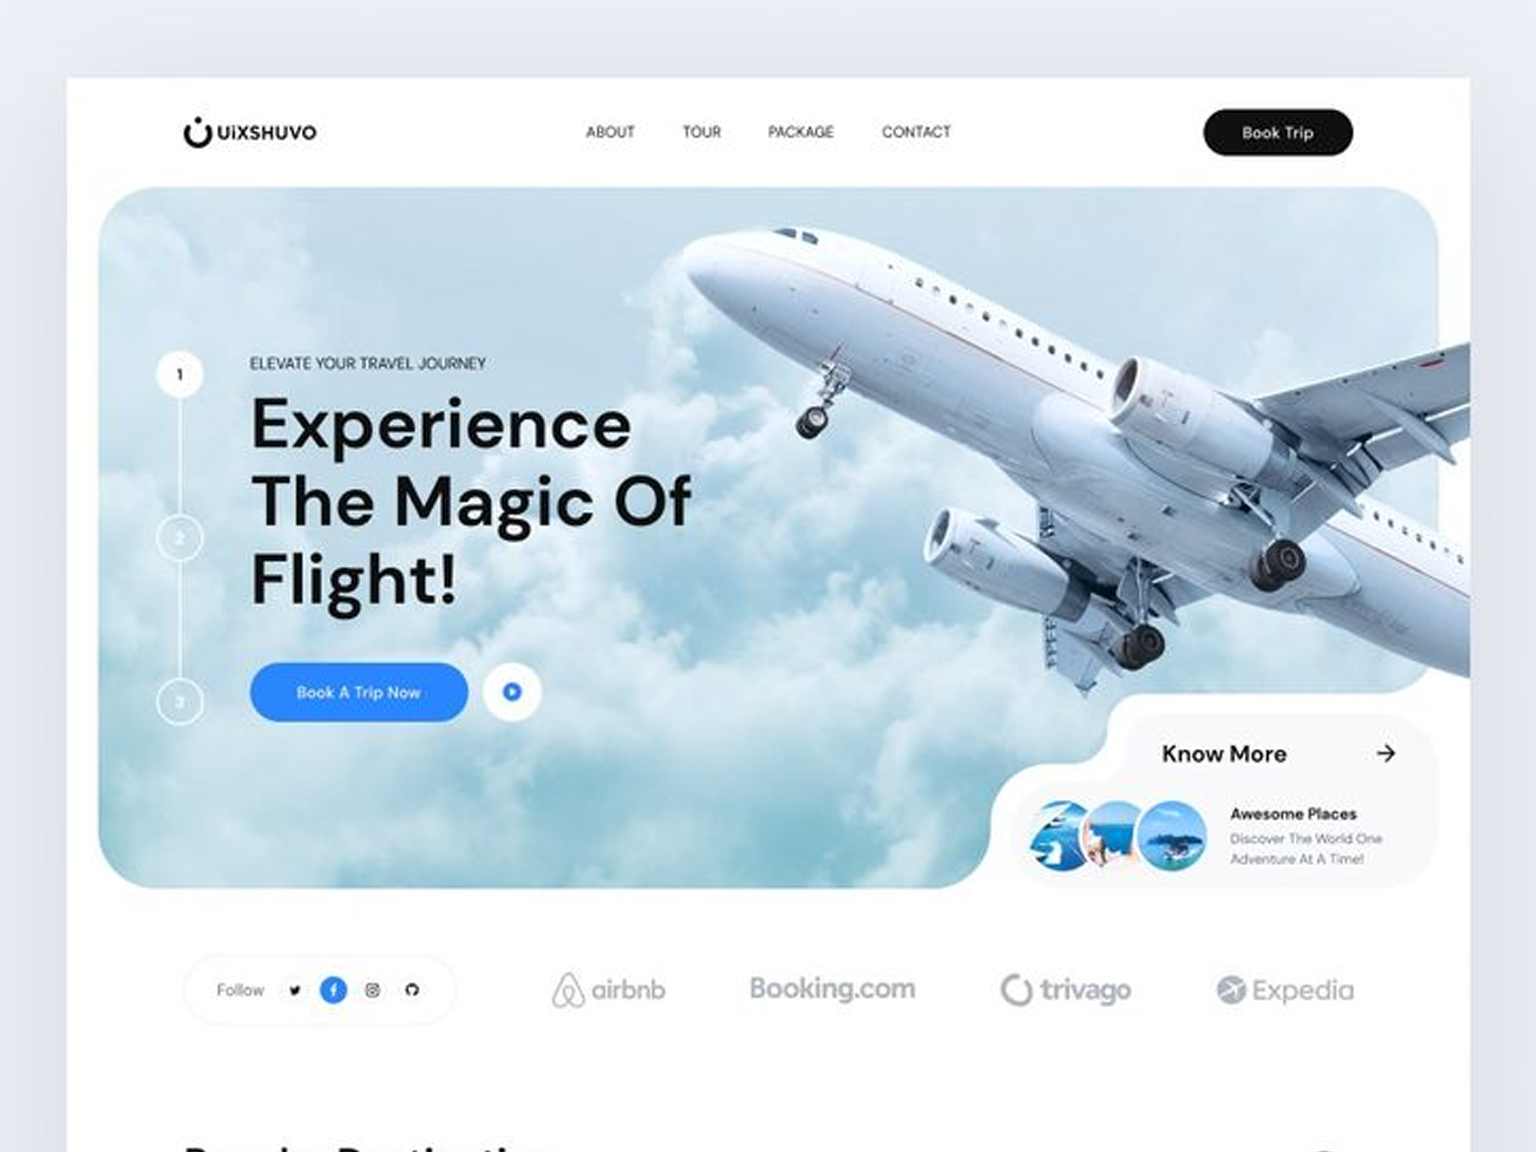 UiXSHUVO
ABOUT TOUR PACKAGE CONTACT
Book Trip
1
ELEVATE YOUR TRAVEL JOURNEY
Experience
The Magic Of
Flight!
2
Book A Trip Now
3
Know More
Awesome Places
Discover The World One
Adventure At A Time!
Follow
airbnb
Booking.com
trivago
Expedia